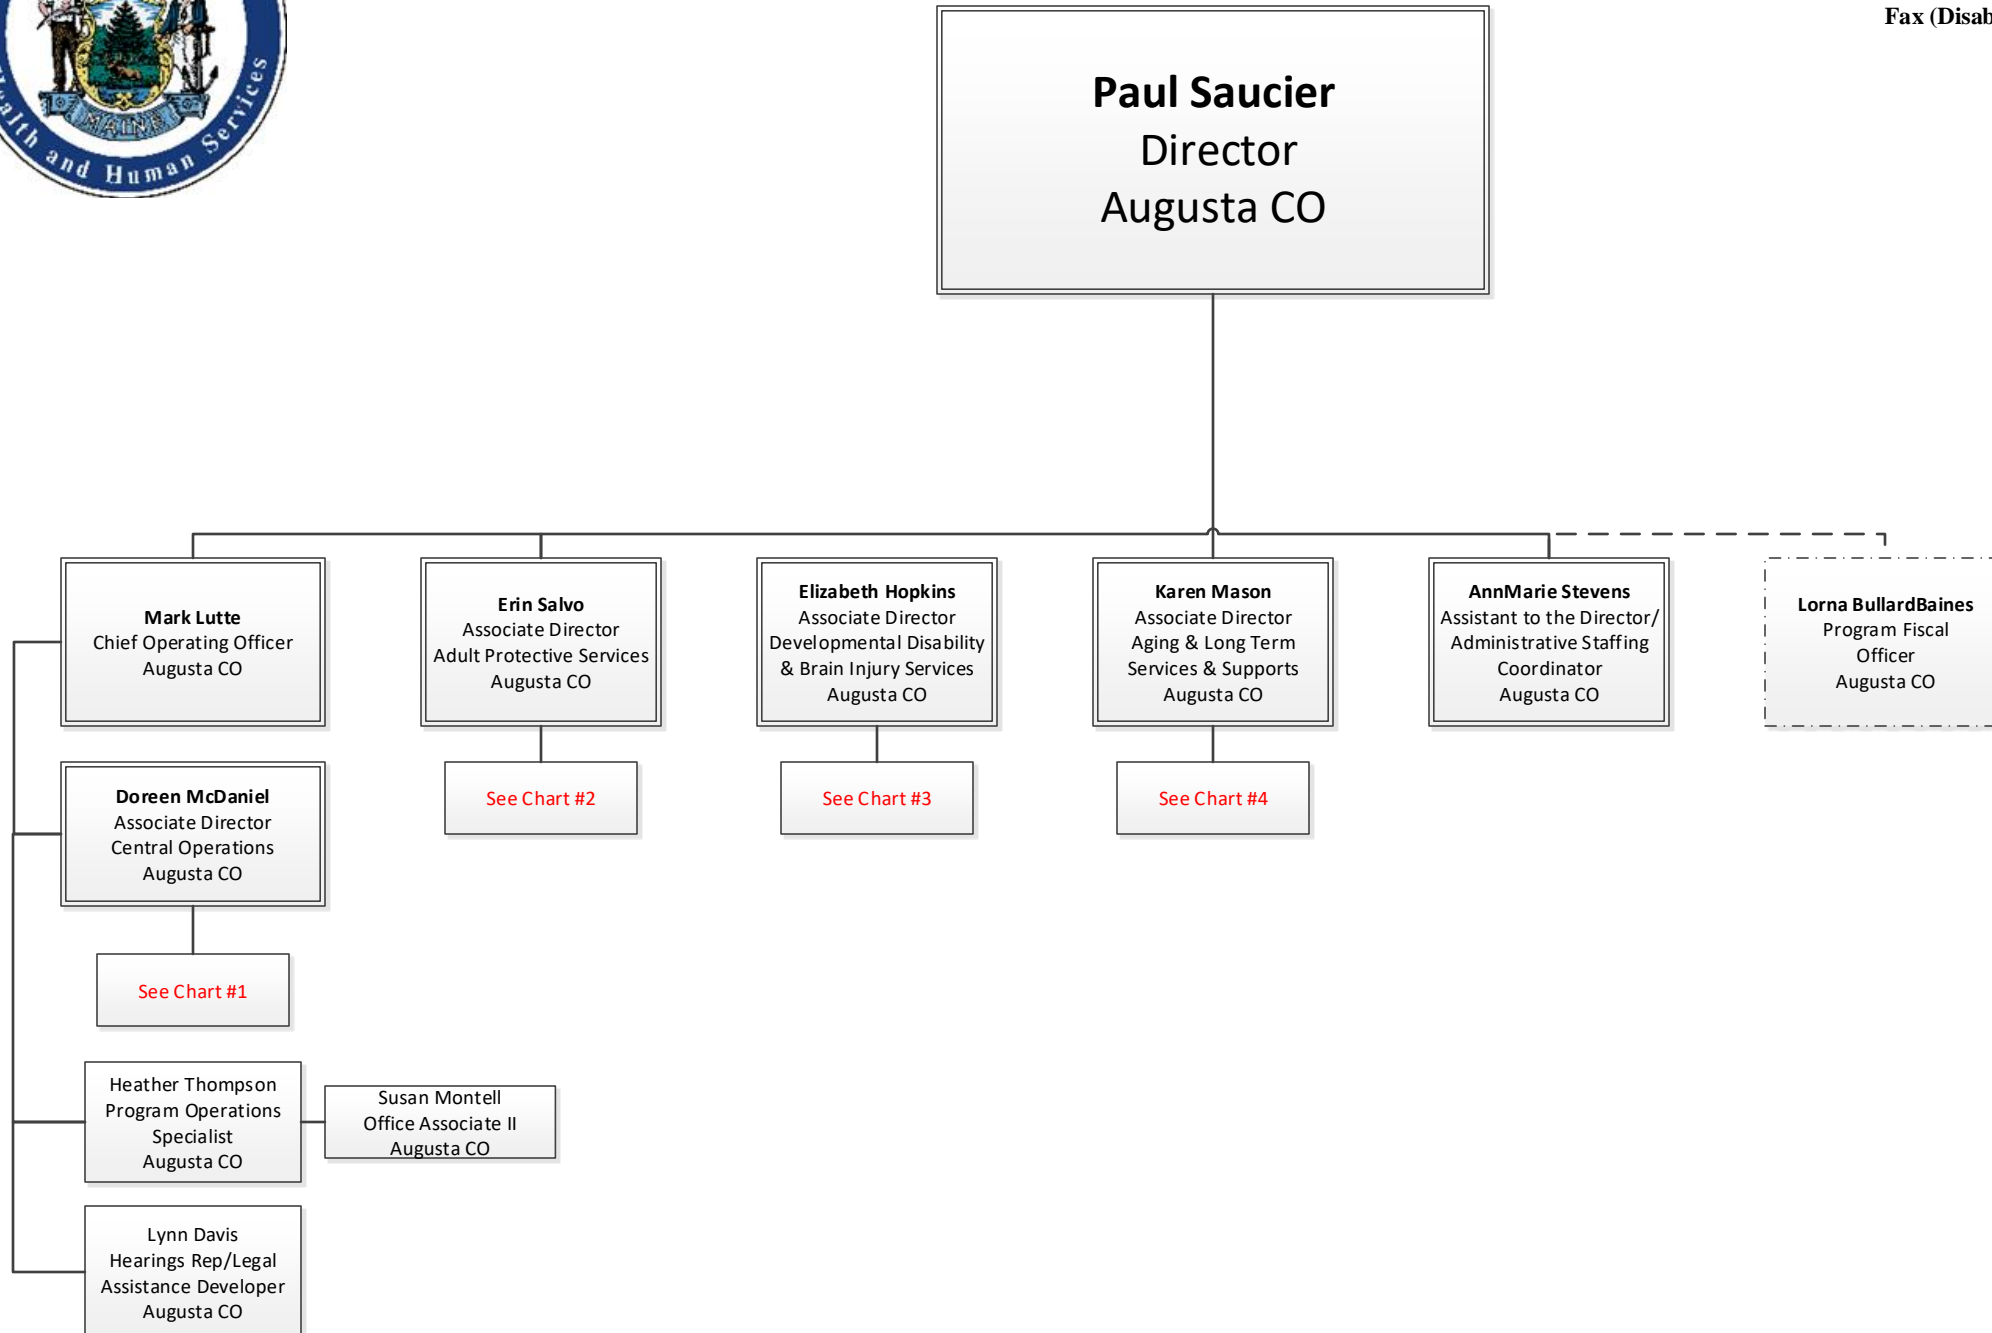 Fax (Disab
MAINE
and Human Services
Paul Saucier
Director
Augusta CO
Mark Lutte
Chief Operating Officer
Augusta CO
Erin Salvo
Associate Director
Adult Protective Services
Augusta CO
Elizabeth Hopkins
Associate Director
Developmental Disability
& Brain Injury Services
Augusta CO
Karen Mason
Associate Director
Aging & Long Term
Services & Supports
Augusta CO
AnnMarie Stevens
Assistant to the Director/
Administrative Staffing
Coordinator
Augusta CO
Lorna BullardBaines
Program Fiscal
Officer
Augusta CO
See Chart #2
See Chart #3
See Chart #4
Doreen McDaniel
Associate Director
Central Operations
Augusta CO
See Chart #1
Heather Thompson
Program Operations
Specialist
Augusta CO
Susan Montell
Office Associate II
Augusta CO
Lynn Davis
Hearings Rep/Legal
Assistance Developer
Augusta CO